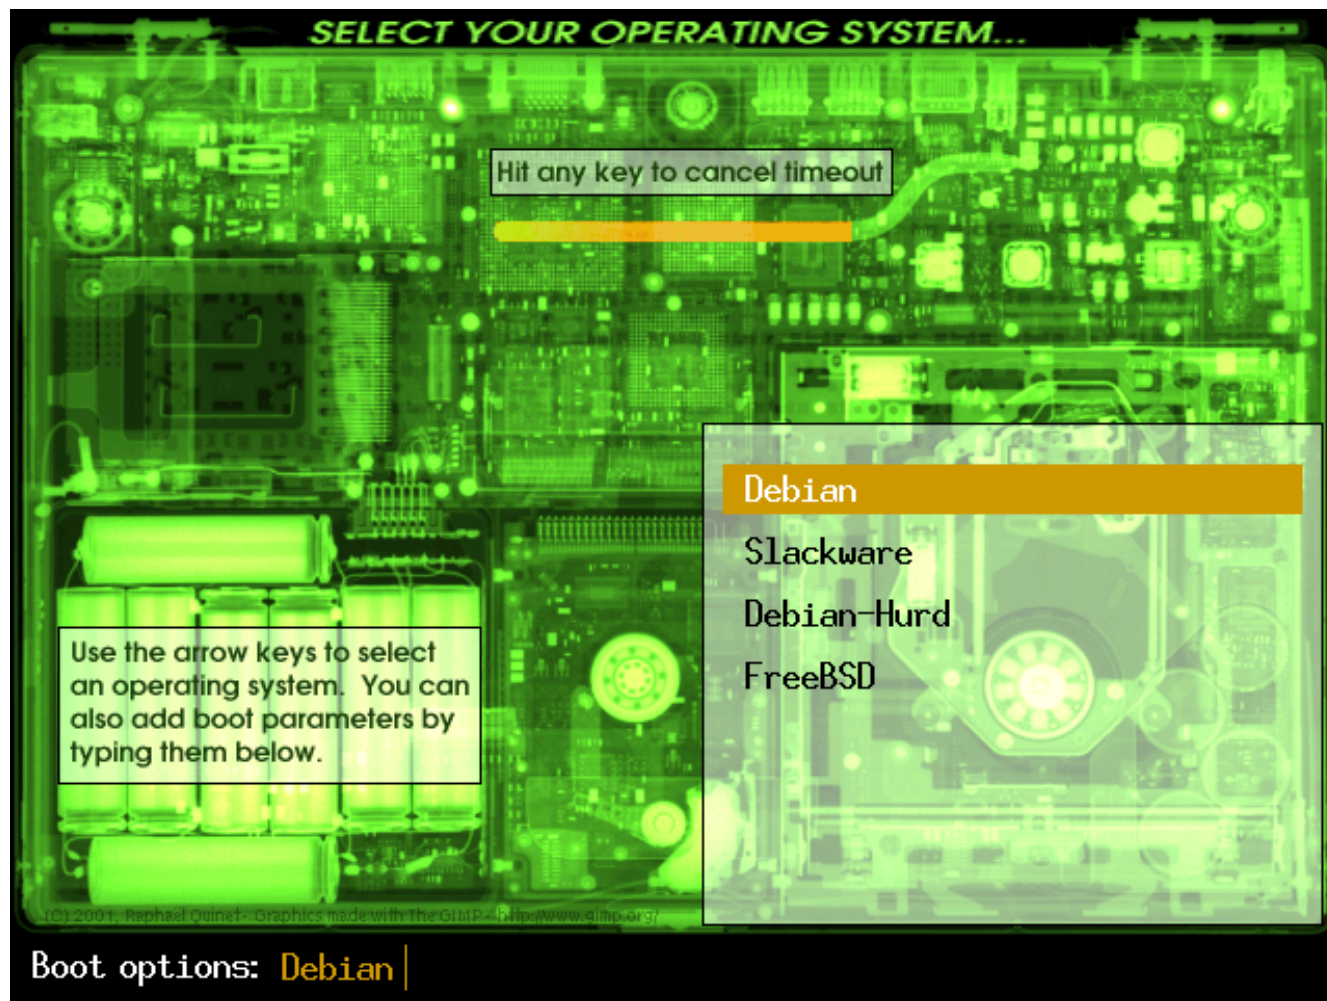 SELECT YOUR OPERATING SYSTEM...
Hit any key to cancel timeout
Debian
Slackware
Debian-Hurd
FreeBSD
Use the arrow keys to select
an operating system. You can
also add boot parameters by
typing them below.
(C) 2001, Raphaël Quinet - Graphics made with The GIMP - http://www.gimp.org/
Boot options: Debian